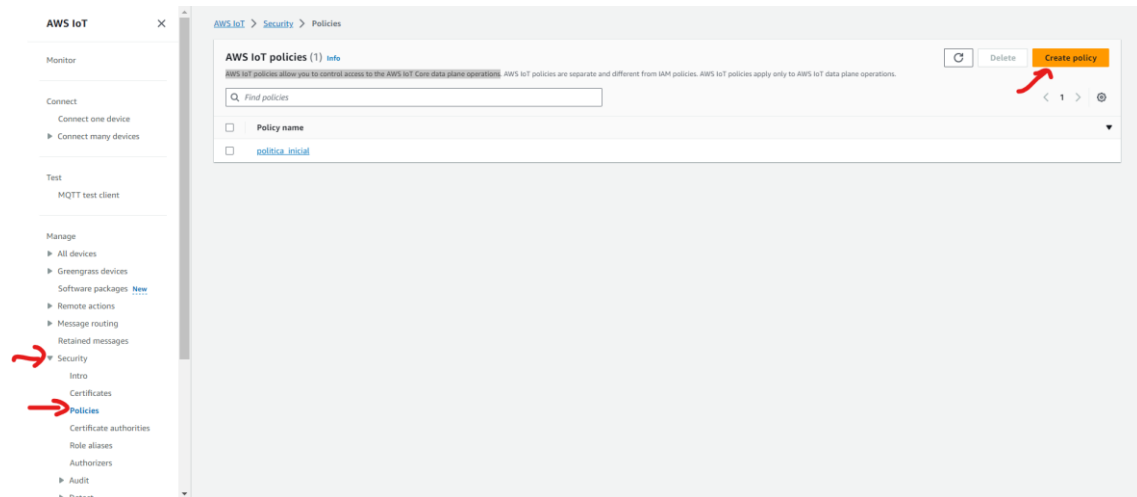 AWS IoT
Monitor
Connect
Connect one device
Connect many devices
Test
MQTT test client
Manage
All devices
Greengrass devices
Software packages New
Remote actions
Message routing
Retained messages
Security
Intro
Certificates
Policies
Certificate authorities
Role aliases
Authorizers
Audit
Detect
AWS IoT > Security > Policies
AWS IoT policies (1) Info
Delete
Create policy
AWS IoT policies allow you to control access to the AWS IoT Core data plane operations. AWS IoT policies are separate and different from IAM policies. AWS IoT policies apply only to AWS IoT data plane operations.
Find policies
1
Policy name
politica_inicial